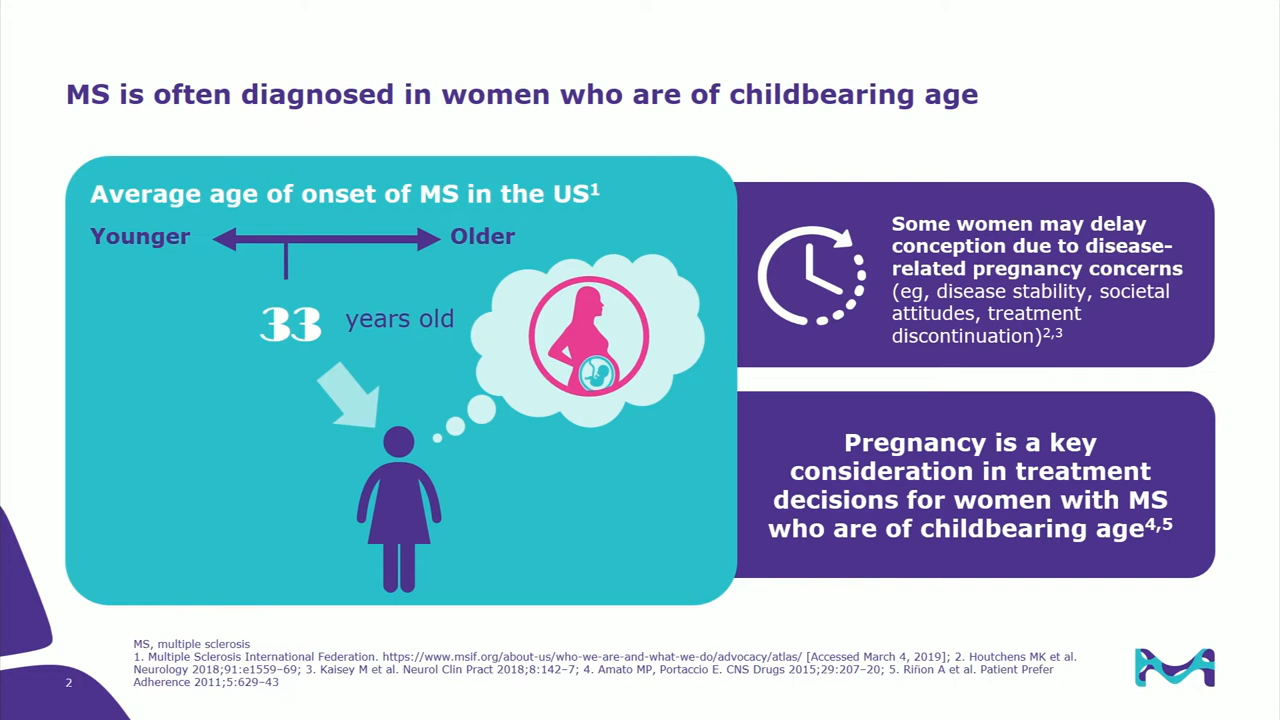 MS is often diagnosed in women who are of childbearing age
Average age of onset of MS in the US¹
Younger
Older
33 years old
Some women may delay
conception due to disease-
related pregnancy concerns
(eg, disease stability, societal
attitudes, treatment
discontinuation)²,³
Pregnancy is a key
consideration in treatment
decisions for women with MS
who are of childbearing age⁴,⁵
MS, multiple sclerosis
1. Multiple Sclerosis International Federation. https://www.msif.org/about-us/who-we-are-and-what-we-do/advocacy/atlas/ [Accessed March 4, 2019]; 2. Houtchens MK et al.
Neurology 2018;91:e1559–69; 3. Kaisey M et al. Neurol Clin Pract 2018;8:142–7; 4. Amato MP, Portaccio E. CNS Drugs 2015;29:207–20; 5. Riñon A et al. Patient Prefer
Adherence 2011;5:629–43
2